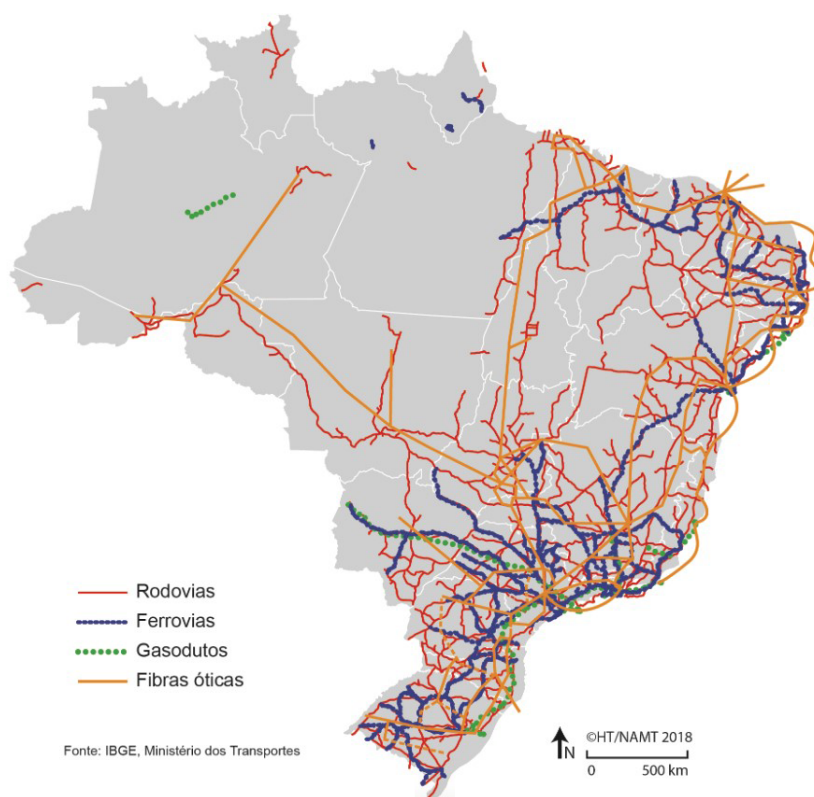 Rodovias
Ferrovias
Gasodutos
Fibras óticas
Fonte: IBGE, Ministério dos Transportes
N
©HT/NAMT 2018
0 500 km